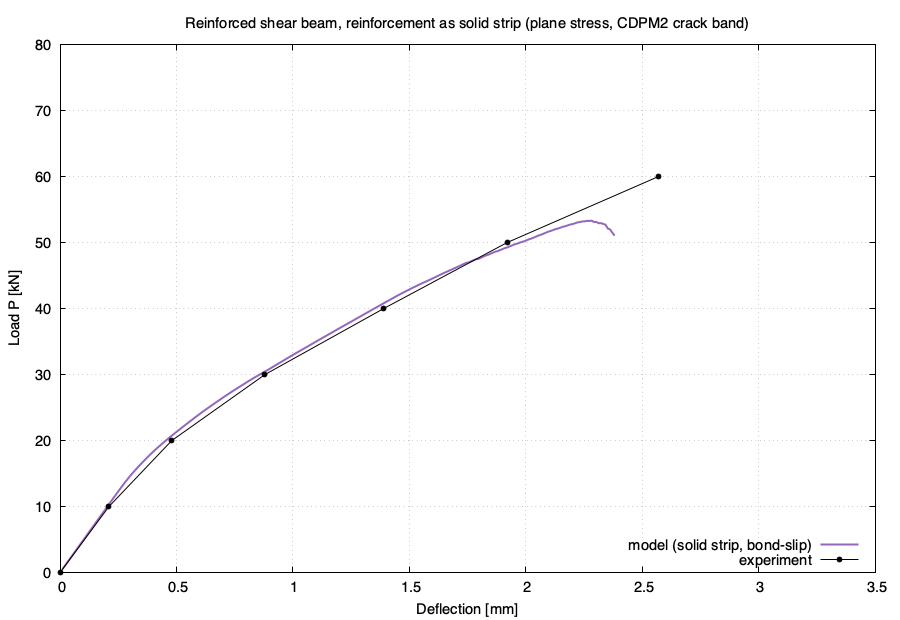 Reinforced shear beam, reinforcement as solid strip (plane stress, CDPM2 crack band)
80
70
60
50
40
30
20
10
0
Load P [kN]
model (solid strip, bond-slip)
experiment
0 0.5 1 1.5 2 2.5 3 3.5
Deflection [mm]